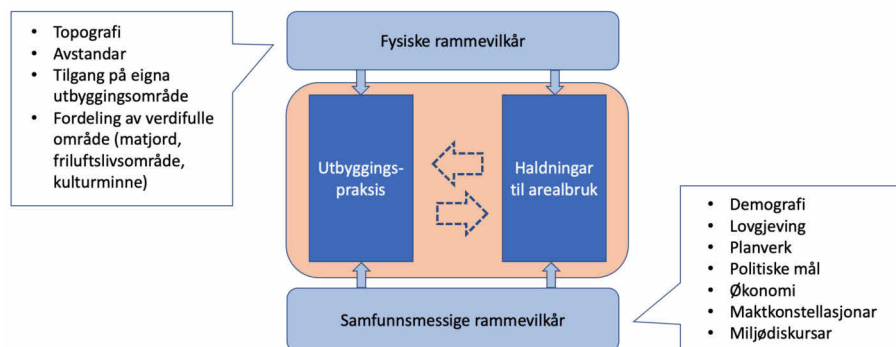 • Topografi
• Avstandar
• Tilgang på eigna
utbyggingsområde
• Fordeling av verdifulle
område (matjord,
friluftslivsområde,
kulturminne)
Fysiske rammevilkår
Utbyggings-
praksis
Haldningar
til arealbruk
Samfunnsmessige rammevilkår
• Demografi
• Lovgjeving
• Planverk
• Politiske mål
• Økonomi
• Maktkonstellasjonar
• Miljødiskursar